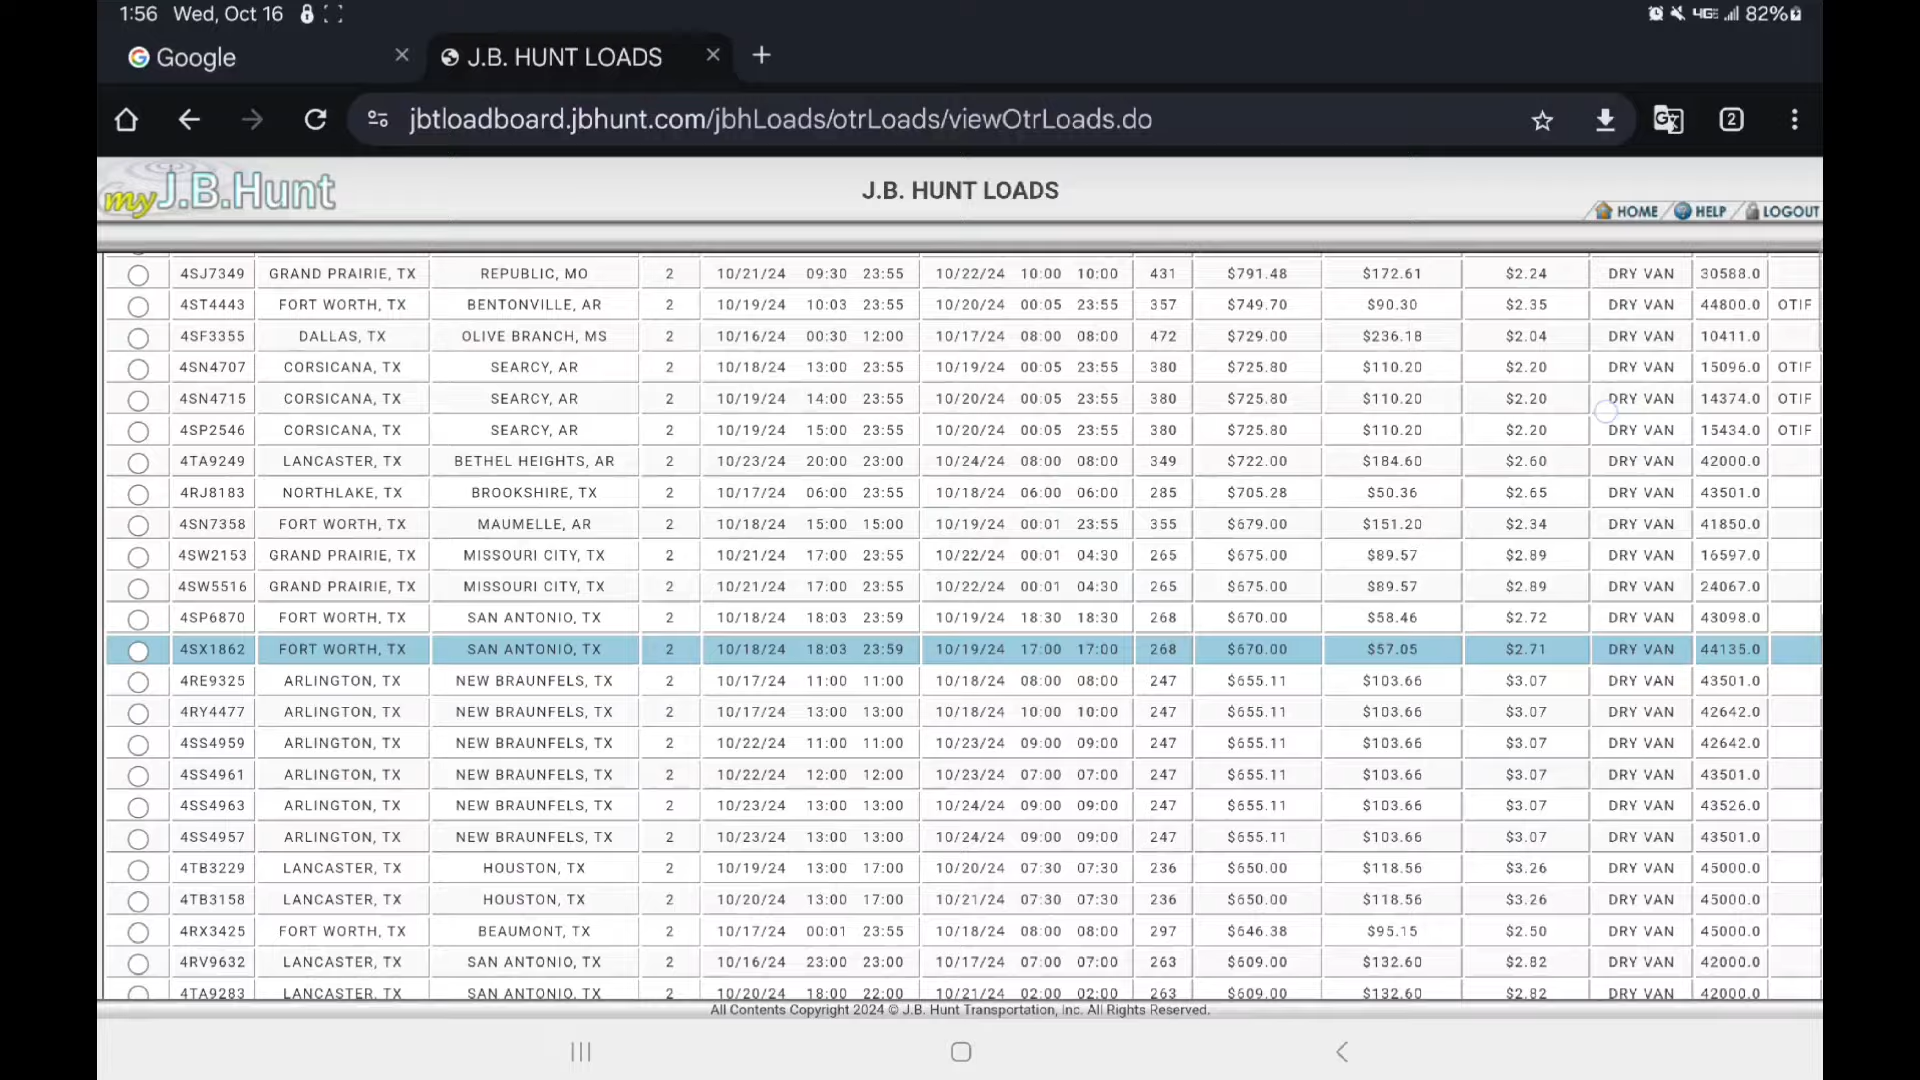 1:56 Wed, Oct 16 4GE 82%
Google J.B. HUNT LOADS
jbtloadboard.jbhunt.com/jbhLoads/otrLoads/viewOtrLoads.do 2
myJ.B.Hunt
J.B. HUNT LOADS
HOME HELP LOGOUT
4SJ7349 GRAND PRAIRIE, TX REPUBLIC, MO 2 10/21/24 09:30 23:55 10/22/24 10:00 10:00 431 $791.48 $172.61 $2.24 DRY VAN 30588.0
4ST4443 FORT WORTH, TX BENTONVILLE, AR 2 10/19/24 10:03 23:55 10/20/24 00:05 23:55 357 $749.70 $90.30 $2.35 DRY VAN 44800.0 OTIF
4SF3355 DALLAS, TX OLIVE BRANCH, MS 2 10/16/24 00:30 12:00 10/17/24 08:00 08:00 472 $729.00 $236.18 $2.04 DRY VAN 10411.0
4SN4707 CORSICANA, TX SEARCY, AR 2 10/18/24 13:00 23:55 10/19/24 00:05 23:55 380 $725.80 $110.20 $2.20 DRY VAN 15096.0 OTIF
4SN4715 CORSICANA, TX SEARCY, AR 2 10/19/24 14:00 23:55 10/20/24 00:05 23:55 380 $725.80 $110.20 $2.20 DRY VAN 14374.0 OTIF
4SP2546 CORSICANA, TX SEARCY, AR 2 10/19/24 15:00 23:55 10/20/24 00:05 23:55 380 $725.80 $110.20 $2.20 DRY VAN 15434.0 OTIF
4TA9249 LANCASTER, TX BETHEL HEIGHTS, AR 2 10/23/24 20:00 23:00 10/24/24 08:00 08:00 349 $722.00 $184.60 $2.60 DRY VAN 42000.0
4RJ8183 NORTHLAKE, TX BROOKSHIRE, TX 2 10/17/24 06:00 23:55 10/18/24 06:00 06:00 285 $705.28 $50.36 $2.65 DRY VAN 43501.0
4SN7358 FORT WORTH, TX MAUMELLE, AR 2 10/18/24 15:00 15:00 10/19/24 00:01 23:55 355 $679.00 $151.20 $2.34 DRY VAN 41850.0
4SW2153 GRAND PRAIRIE, TX MISSOURI CITY, TX 2 10/21/24 17:00 23:55 10/22/24 00:01 04:30 265 $675.00 $89.57 $2.89 DRY VAN 16597.0
4SW5516 GRAND PRAIRIE, TX MISSOURI CITY, TX 2 10/21/24 17:00 23:55 10/22/24 00:01 04:30 265 $675.00 $89.57 $2.89 DRY VAN 24067.0
4SP6870 FORT WORTH, TX SAN ANTONIO, TX 2 10/18/24 18:03 23:59 10/19/24 18:30 18:30 268 $670.00 $58.46 $2.72 DRY VAN 43098.0
4SX1862 FORT WORTH, TX SAN ANTONIO, TX 2 10/18/24 18:03 23:59 10/19/24 17:00 17:00 268 $670.00 $57.05 $2.71 DRY VAN 44135.0
4RE9325 ARLINGTON, TX NEW BRAUNFELS, TX 2 10/17/24 11:00 11:00 10/18/24 08:00 08:00 247 $655.11 $103.66 $3.07 DRY VAN 43501.0
4RY4477 ARLINGTON, TX NEW BRAUNFELS, TX 2 10/17/24 13:00 13:00 10/18/24 10:00 10:00 247 $655.11 $103.66 $3.07 DRY VAN 42642.0
4SS4959 ARLINGTON, TX NEW BRAUNFELS, TX 2 10/22/24 11:00 11:00 10/23/24 09:00 09:00 247 $655.11 $103.66 $3.07 DRY VAN 42642.0
4SS4961 ARLINGTON, TX NEW BRAUNFELS, TX 2 10/22/24 12:00 12:00 10/23/24 07:00 07:00 247 $655.11 $103.66 $3.07 DRY VAN 43501.0
4SS4963 ARLINGTON, TX NEW BRAUNFELS, TX 2 10/23/24 13:00 13:00 10/24/24 09:00 09:00 247 $655.11 $103.66 $3.07 DRY VAN 43526.0
4SS4957 ARLINGTON, TX NEW BRAUNFELS, TX 2 10/23/24 13:00 13:00 10/24/24 09:00 09:00 247 $655.11 $103.66 $3.07 DRY VAN 43501.0
4TB3229 LANCASTER, TX HOUSTON, TX 2 10/19/24 13:00 17:00 10/20/24 07:30 07:30 236 $650.00 $118.56 $3.26 DRY VAN 45000.0
4TB3158 LANCASTER, TX HOUSTON, TX 2 10/20/24 13:00 17:00 10/21/24 07:30 07:30 236 $650.00 $118.56 $3.26 DRY VAN 45000.0
4RX3425 FORT WORTH, TX BEAUMONT, TX 2 10/17/24 00:01 23:55 10/18/24 08:00 08:00 297 $646.38 $95.15 $2.50 DRY VAN 45000.0
4RV9632 LANCASTER, TX SAN ANTONIO, TX 2 10/16/24 23:00 23:00 10/17/24 07:00 07:00 263 $609.00 $132.60 $2.82 DRY VAN 42000.0
4TA9283 LANCASTER, TX SAN ANTONIO, TX 2 10/20/24 18:00 22:00 10/21/24 02:00 02:00 263 $609.00 $132.60 $2.82 DRY VAN 42000.0
All Contents Copyright 2024 © J.B. Hunt Transportation, Inc. All Rights Reserved.